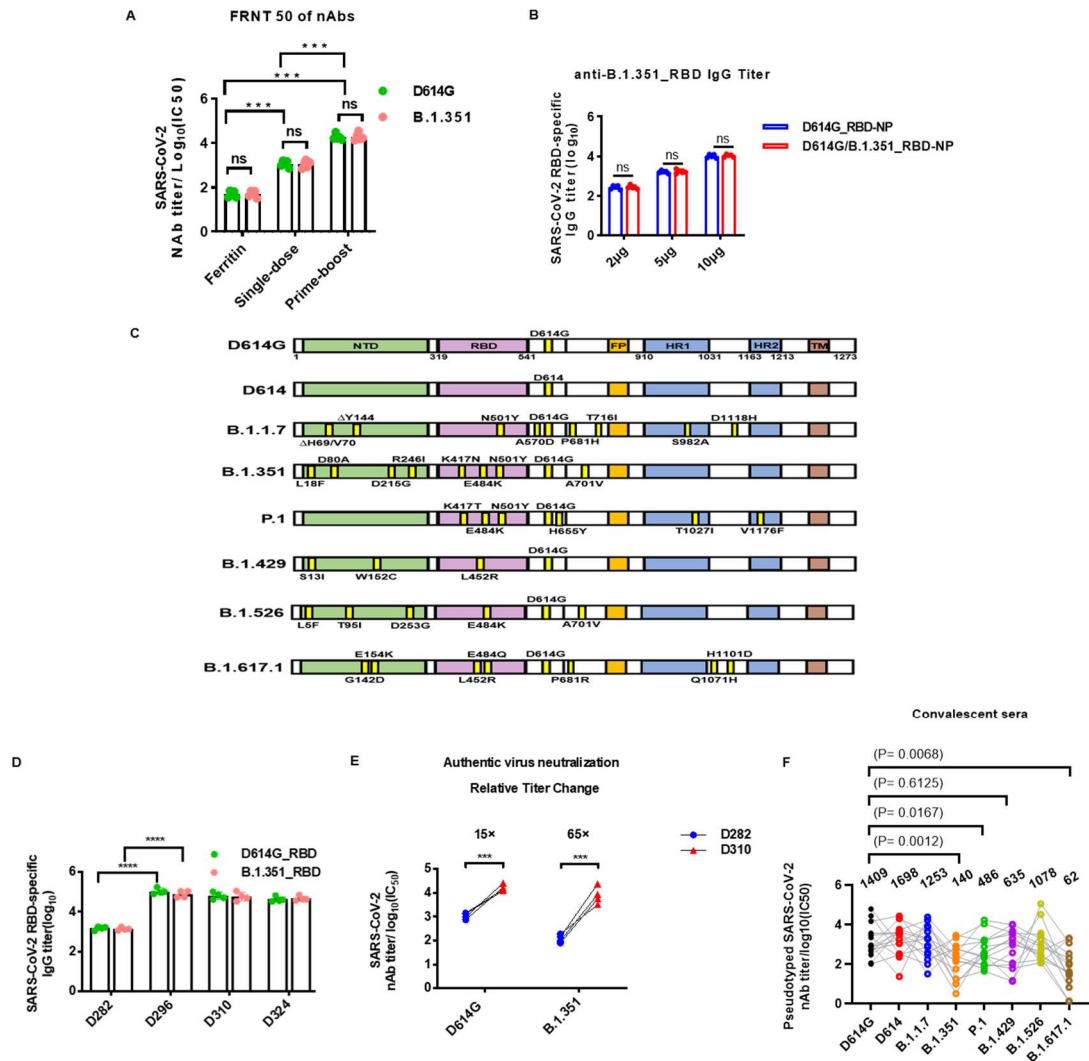 A
FRNT 50 of nAbs
SARS-CoV-2
NAb titer/ Log10(IC50)
6
4
2
0
***
***
***
ns
ns
ns
D614G
B.1.351
Ferritin
Single-dose
Prime-boost
B
anti-B.1.351_RBD IgG Titer
SARS-CoV-2 RBD-specific
IgG titer(log10)
6
4
2
0
ns
ns
ns
D614G_RBD-NP
D614G/B.1.351_RBD-NP
2μg
5μg
10μg
C
D614G
D614G
NTD
RBD
FP
HR1
HR2
TM
1
319
541
910
1031
1163
1213
1273
D614
D614
B.1.1.7
ΔY144
N501Y
D614G
T716I
D1118H
ΔH69/V70
A570D
P681H
S982A
B.1.351
D80A
R246I
K417N
N501Y
D614G
L18F
D215G
E484K
A701V
P.1
K417T
N501Y
D614G
E484K
H655Y
T1027I
V1176F
B.1.429
D614G
S13I
W152C
L452R
B.1.526
D614G
L5F
T95I
D253G
E484K
A701V
B.1.617.1
E154K
E484Q
D614G
H1101D
G142D
L452R
P681R
Q1071H
D
SARS-CoV-2 RBD-specific
IgG titer(log10)
6
4
2
0
****
****
D614G_RBD
B.1.351_RBD
D282
D296
D310
D324
E
Authentic virus neutralization
Relative Titer Change
15×
65×
***
***
D282
D310
SARS-CoV-2
nAb titer/ log10(IC50)
5
4
3
2
1
0
D614G
B.1.351
F
Convalescent sera
(P= 0.0068)
(P= 0.6125)
(P= 0.0167)
(P= 0.0012)
1409
1698
1253
140
486
635
1078
62
Pseudotyped SARS-CoV-2
nAb titer/log10(IC50)
6
5
4
3
2
1
0
D614G
D614
B.1.1.7
B.1.351
P.1
B.1.429
B.1.526
B.1.617.1